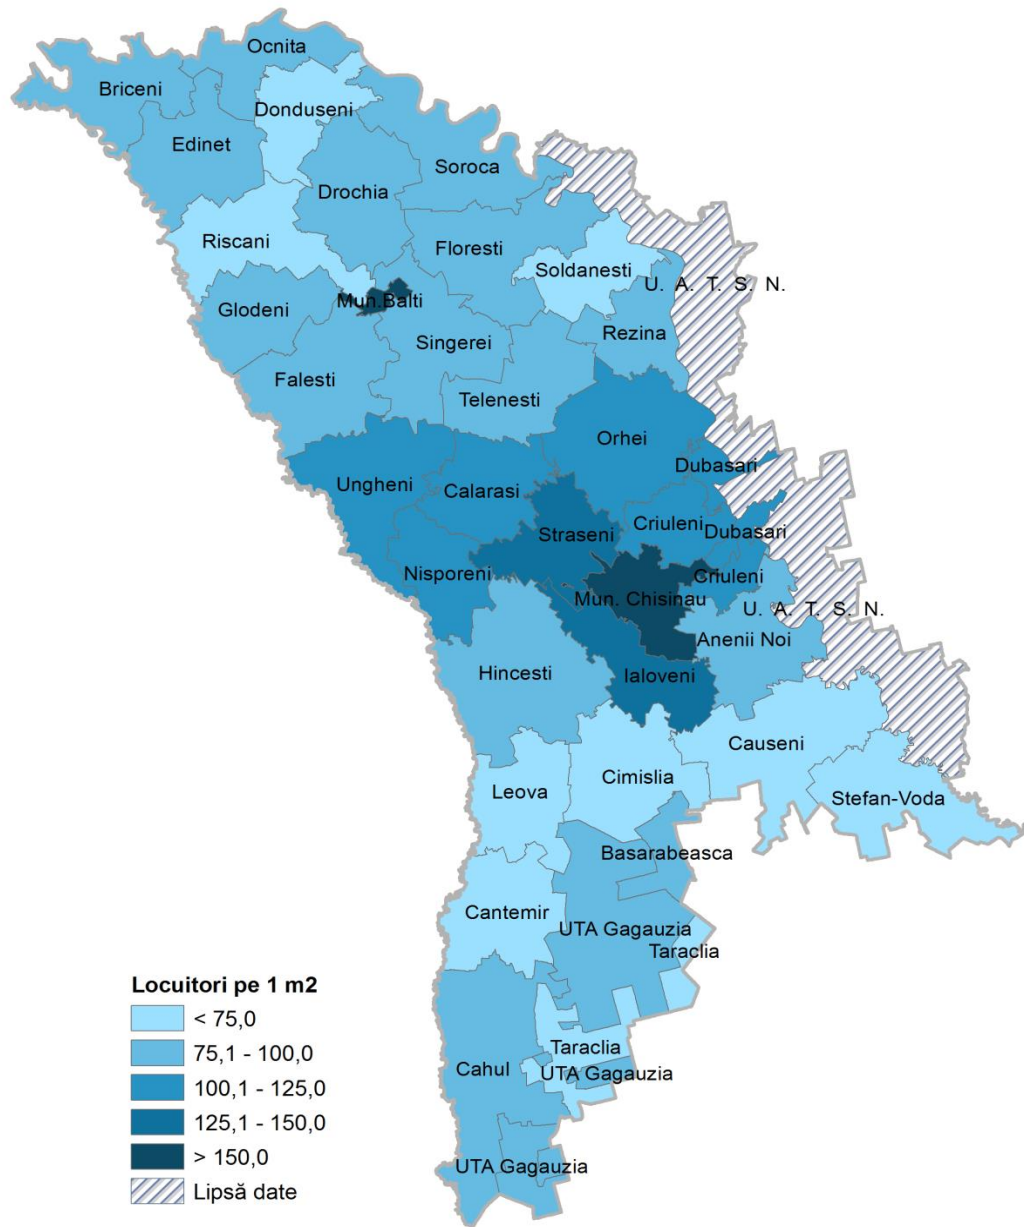 Ocnita
Briceni
Donduseni
Edinet
Soroca
Drochia
Riscani
Floresti
Soldanesti
U. A. T. S. N.
Mun.Balti
Glodeni
Rezina
Singerei
Falesti
Telenesti
Orhei
Dubasari
Ungheni
Calarasi
Criuleni
Dubasari
Straseni
Nisporeni
Criuleni
Mun. Chisinau
U. A. T. S. N.
Anenii Noi
Hincesti
Ialoveni
Causeni
Cimislia
Leova
Stefan-Voda
Basarabeasca
Cantemir
UTA Gagauzia
Taraclia
Locuitori pe 1 m2
< 75,0
75,1 - 100,0
100,1 - 125,0
125,1 - 150,0
> 150,0
Lipsă date
Taraclia
Cahul
UTA Gagauzia
UTA Gagauzia